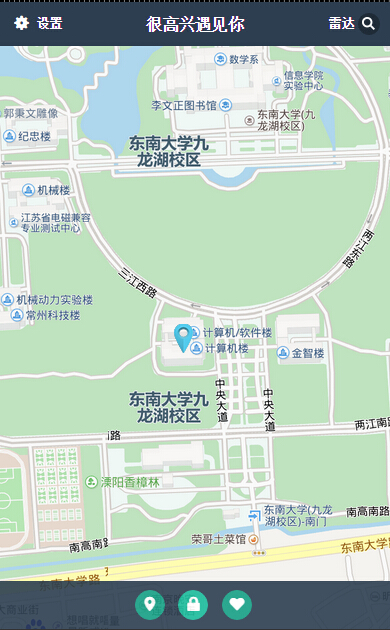 设置
很高兴遇见你
雷达
数学系
信息学院
实验中心
李文正图书馆
郭秉文雕像
东南大学(九
龙湖校区)
纪忠楼
东南大学九
龙湖校区
机械楼
江苏省电磁兼容
专业测试中心
两江东路
三江西路
机械动力实验楼
常州科技楼
计算机/软件楼
计算机楼
金智楼
中央大道
中央大道
东南大学九
龙湖校区
两江南路
路
溧阳香樟林
东南大学(九龙
湖校区)-南门
南高南路
荣哥土菜馆
南高南路
东南大学路
东南大学路
商业街